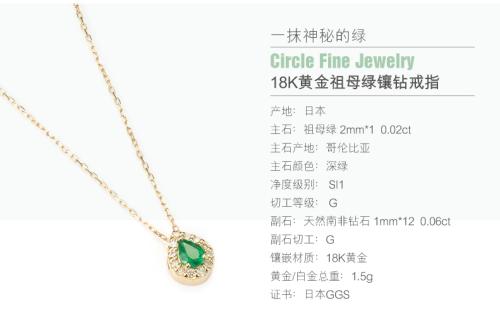 一抹神秘的绿
Circle Fine Jewelry
18K黄金祖母绿镶钻戒指
产地：日本
主石：祖母绿 2mm*1 0.02ct
主石产地：哥伦比亚
主石颜色：深绿
净度级别： SI1
切工等级：G
副石：天然南非钻石1mm*12 0.06ct
副石切工：G
镶嵌材质：18K黄金
黄金/白金总重：1.5g
证书：日本GGS